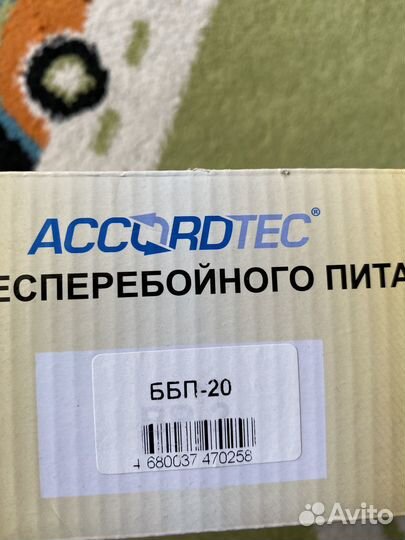 ACCORDTEC®
ЕСПЕРЕБОЙНОГО ПИТА
ББП-20
4 680037 470258
Avito